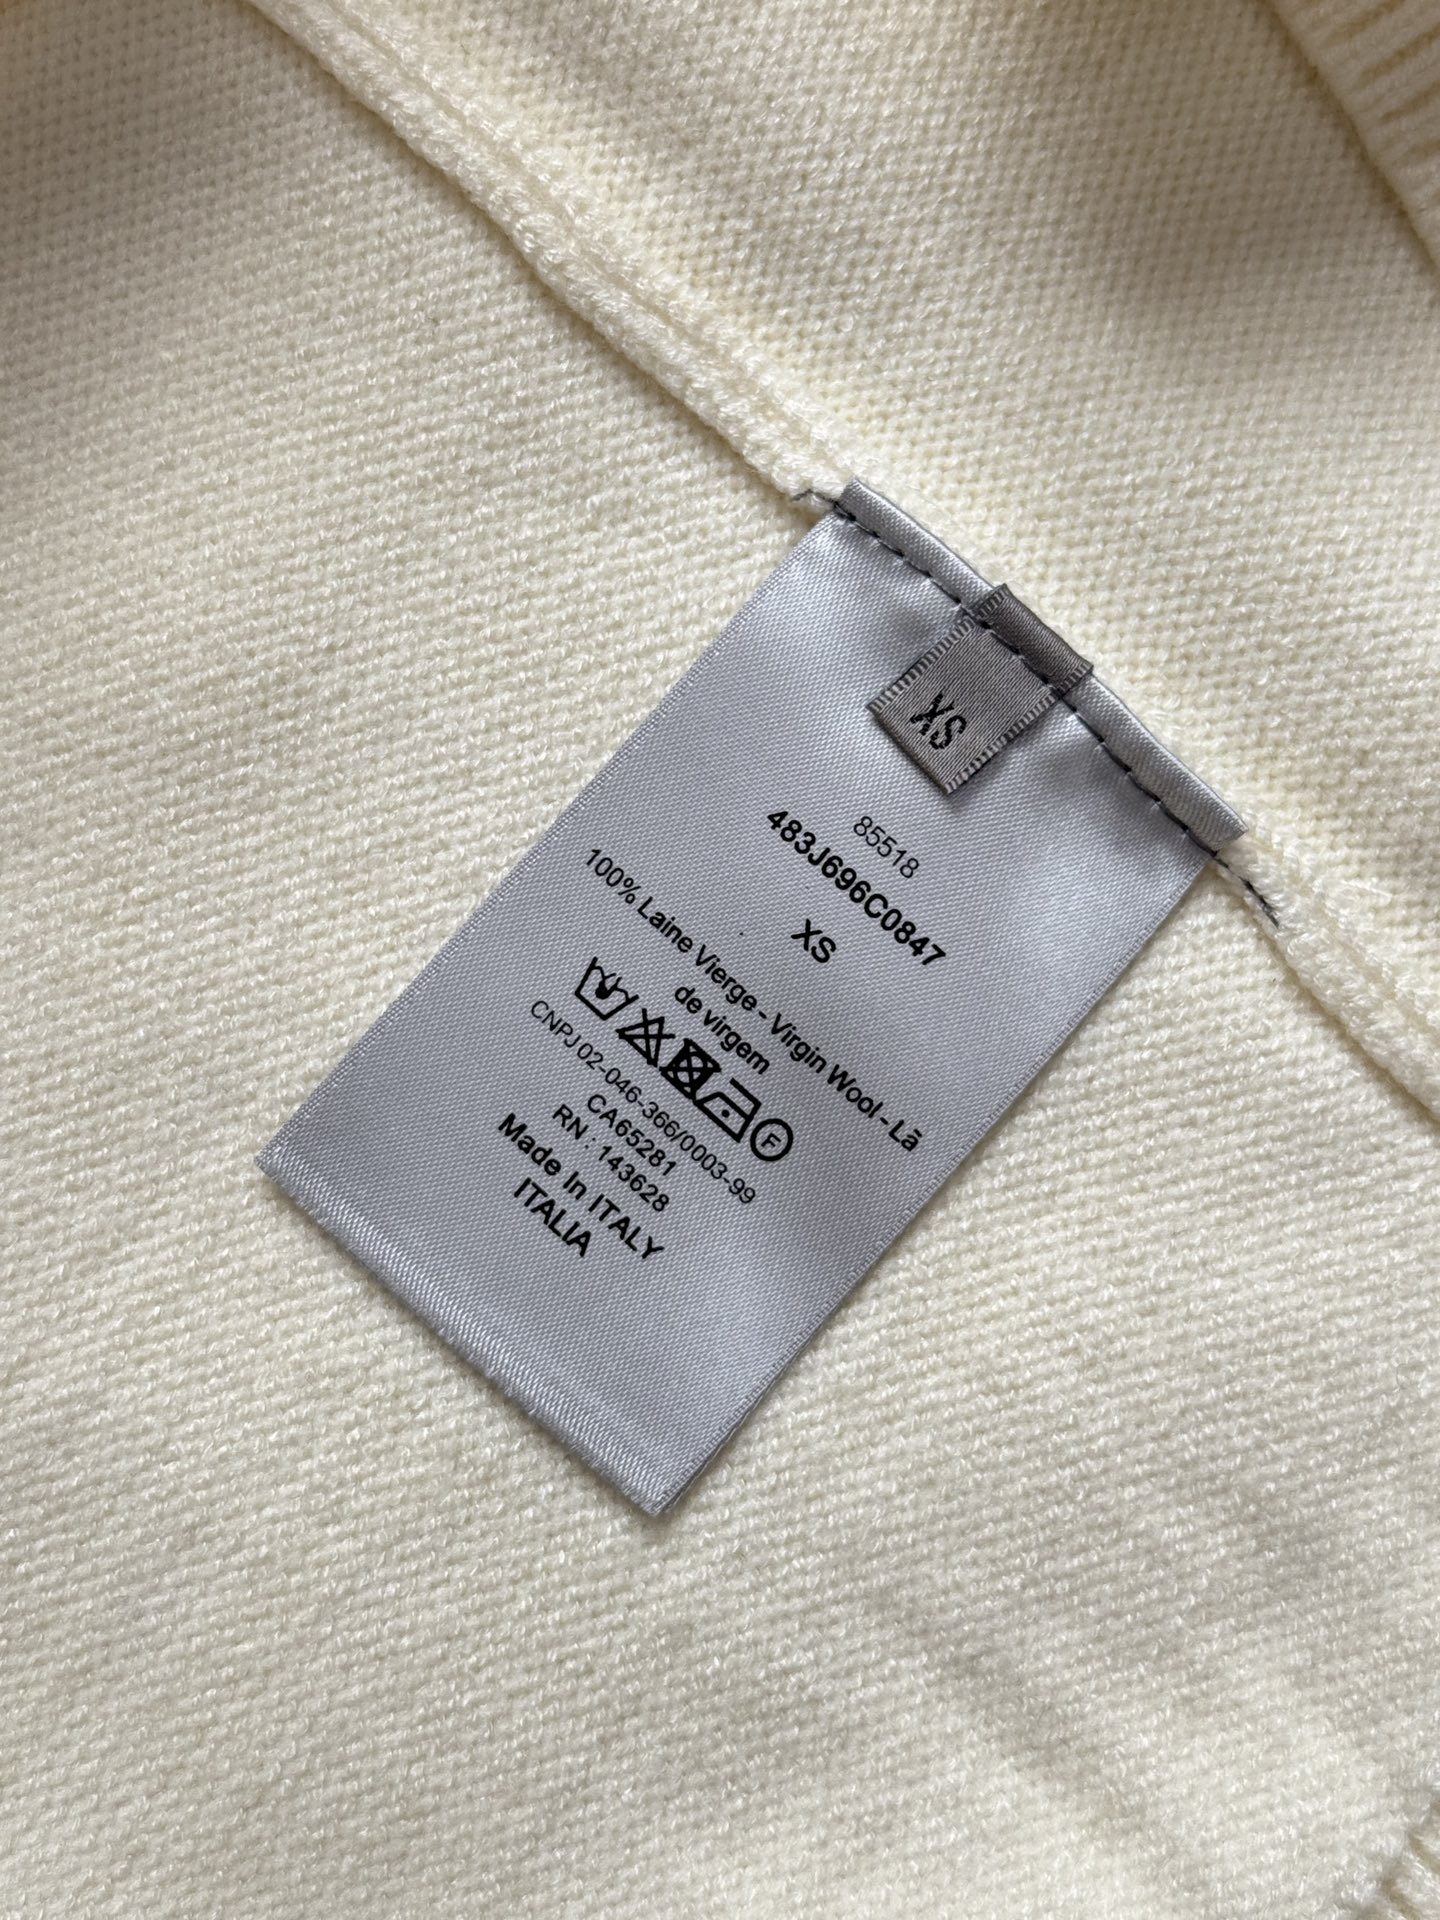 XS
85518
483J696C0847
XS
100% Laine Vierge - Virgin Wool - Lã
de virgem
F
CNPJ 02-046-366/0003-99
CA65281
RN : 143628
Made In ITALY
ITALIA